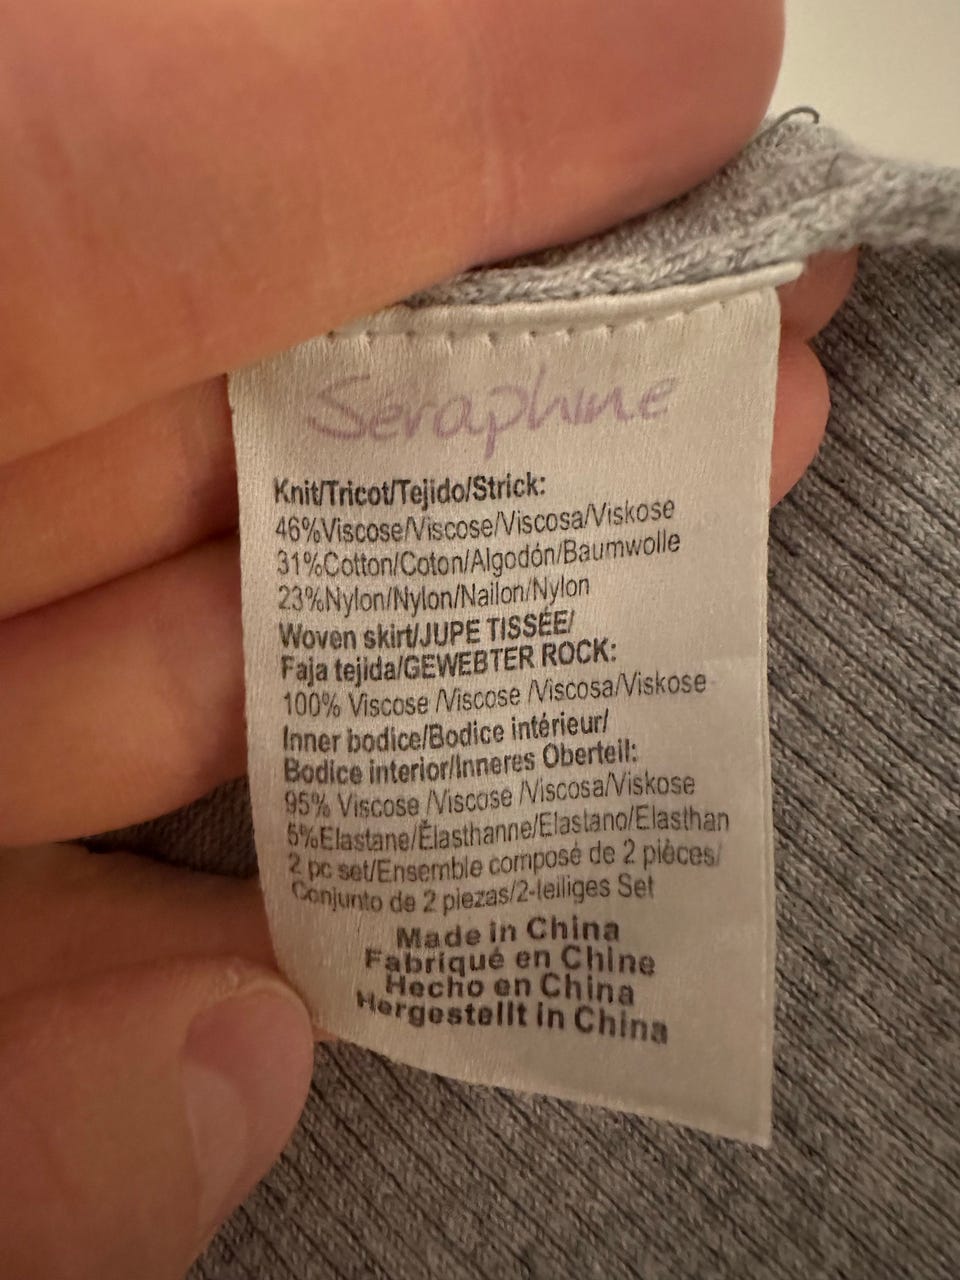 Séraphine
Knit/Tricot/Tejido/Strick:
46%Viscose/Viscose/Viscosa/Viskose
31%Cotton/Coton/Algodón/Baumwolle
23%Nylon/Nylon/Nailon/Nylon
Woven skirt/JUPE TISSÉE/
Faja tejida/GEWEBTER ROCK:
100% Viscose /Viscose /Viscosa/Viskose
Inner bodice/Bodice intérieur/
Bodice interior/Inneres Oberteil:
95% Viscose /Viscose /Viscosa/Viskose
5%Elastane/Élasthanne/Elastano/Elasthan
2 pc set/Ensemble composé de 2 pièces/
Conjunto de 2 piezas/2-teiliges Set
Made in China
Fabriqué en Chine
Hecho en China
Hergestellt in China